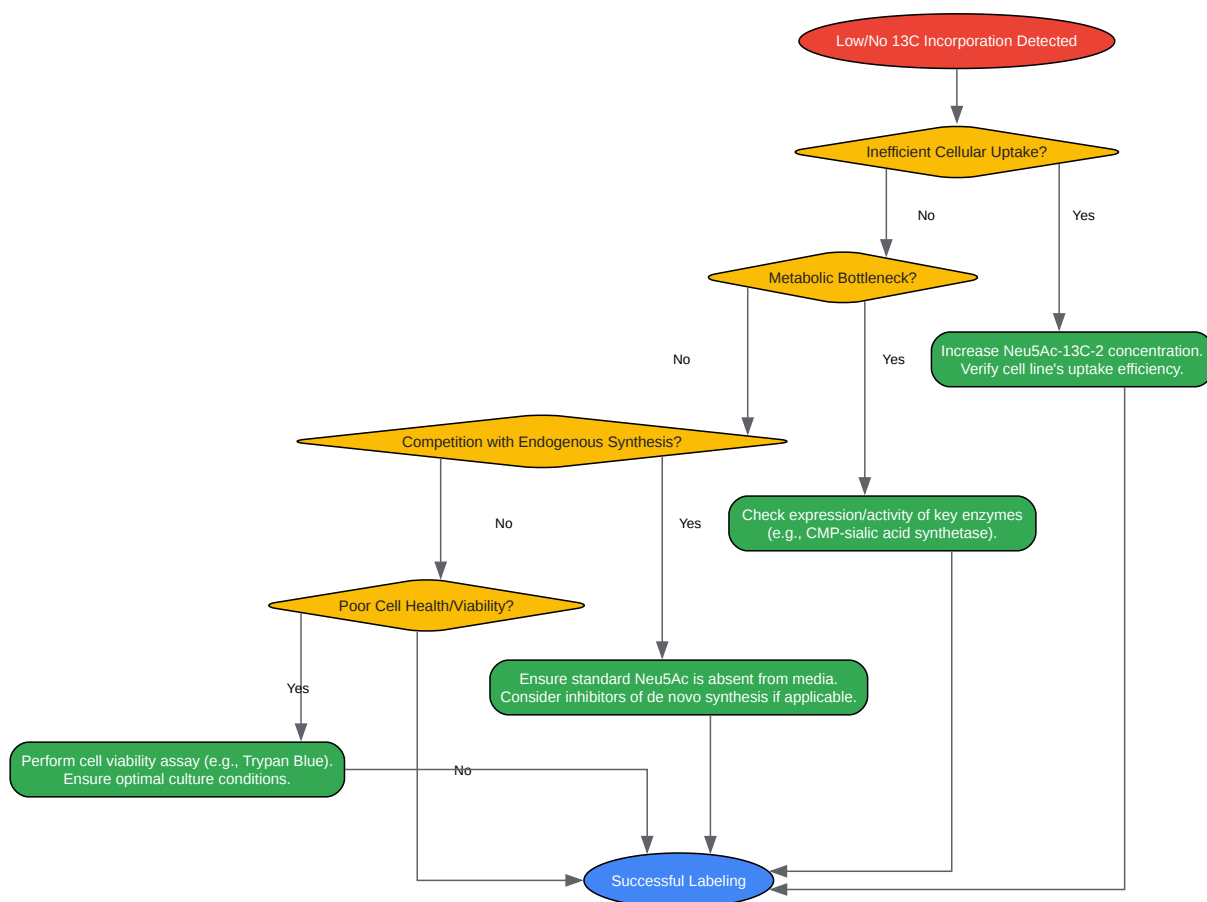 Low/No 13C Incorporation Detected
Inefficient Cellular Uptake?
No
Yes
Metabolic Bottleneck?
Increase Neu5Ac-13C-2 concentration.
Verify cell line's uptake efficiency.
No
Yes
Competition with Endogenous Synthesis?
Check expression/activity of key enzymes
(e.g., CMP-sialic acid synthetase).
No
Yes
Poor Cell Health/Viability?
Ensure standard Neu5Ac is absent from media.
Consider inhibitors of de novo synthesis if applicable.
Yes
Perform cell viability assay (e.g., Trypan Blue).
Ensure optimal culture conditions.
No
Successful Labeling